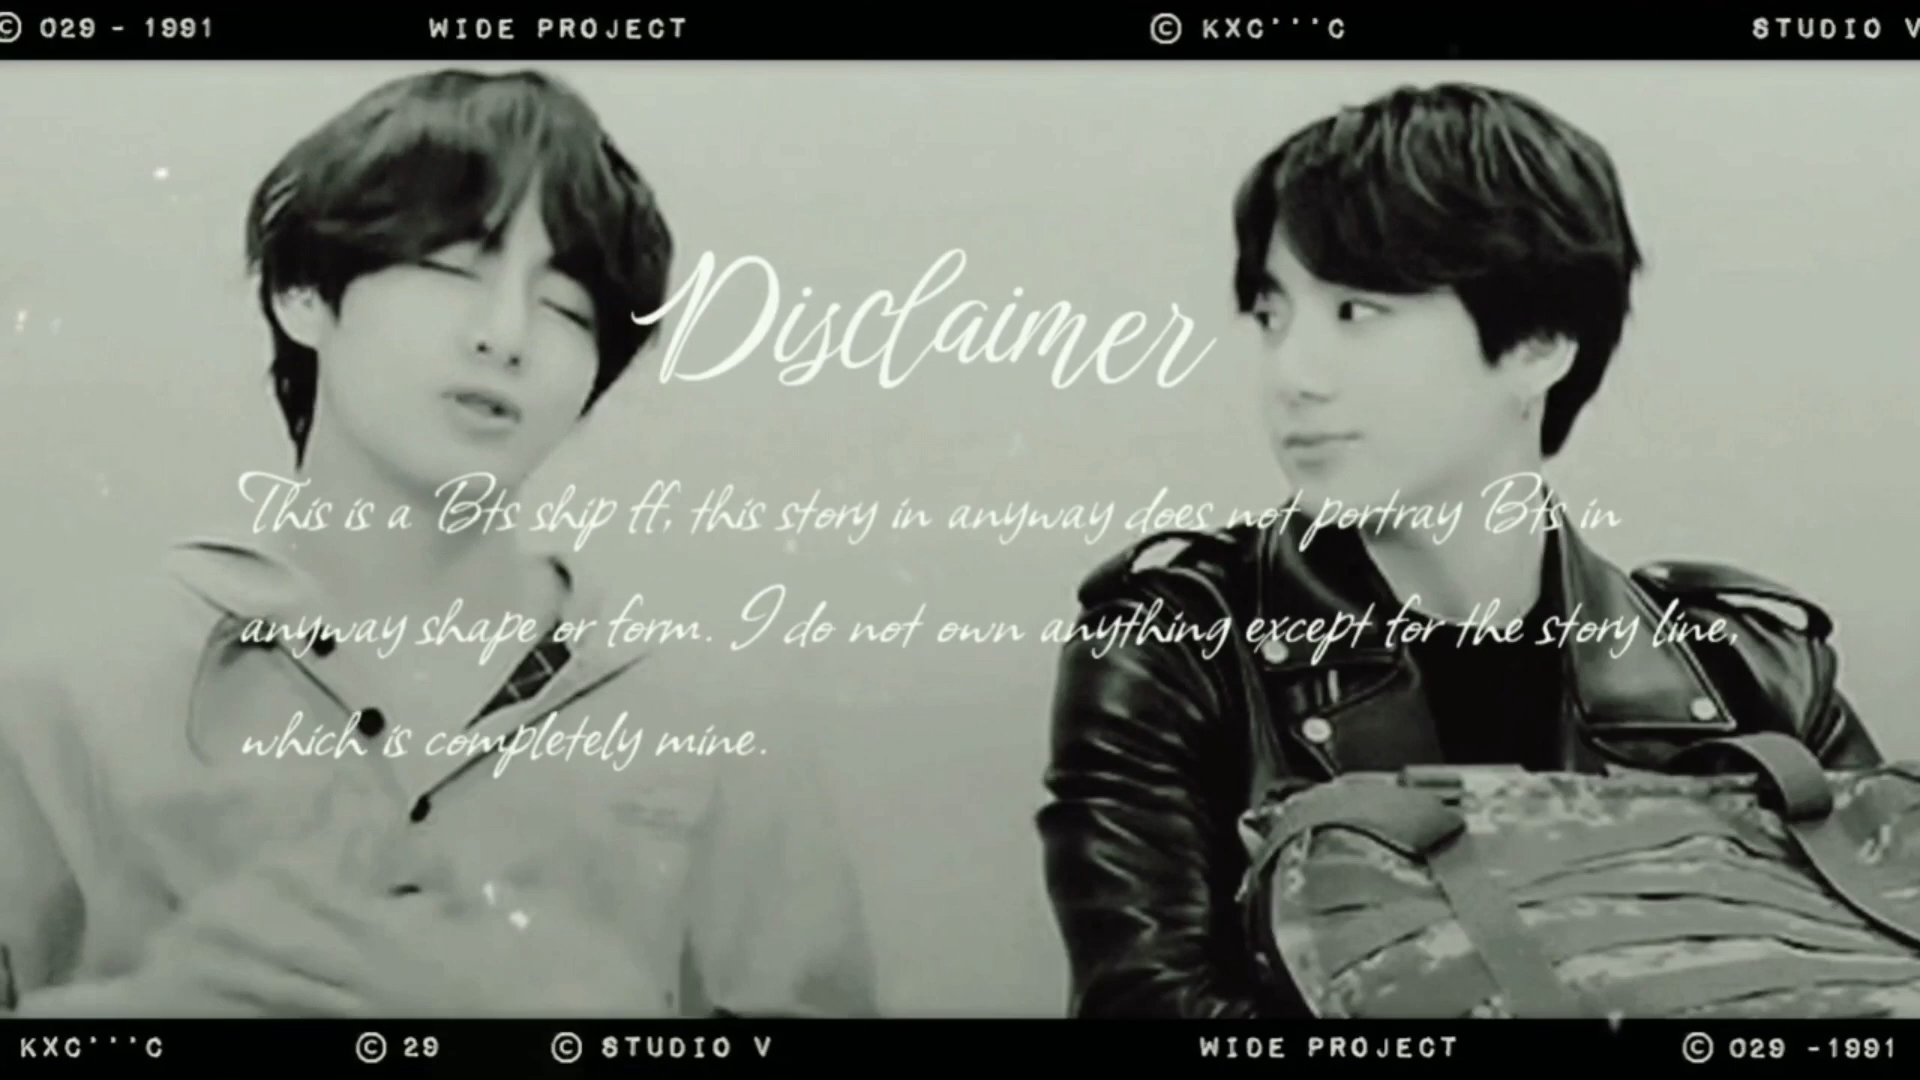 © 029 - 1991 WIDE PROJECT © KXC'''C STUDIO V
Disclaimer
This is a Bts ship ff, this story in anyway does not portray Bts in
anyway shape or form. I do not own anything except for the story line,
which is completely mine.
KXC'''C © 29 © STUDIO V WIDE PROJECT © 029 -1991